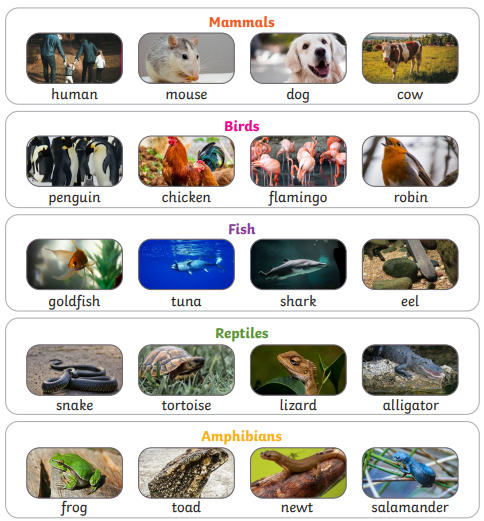 Mammals
human mouse dog cow
Birds
penguin chicken flamingo robin
Fish
goldfish tuna shark eel
Reptiles
snake tortoise lizard alligator
Amphibians
frog toad newt salamander